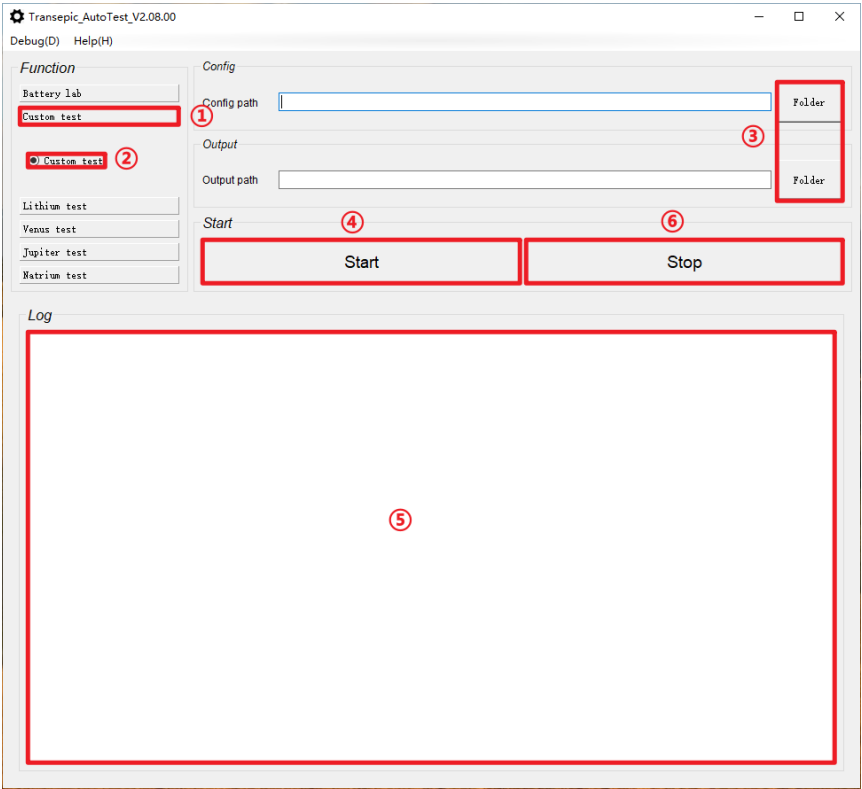 Transepic_AutoTest_V2.08.00
Debug(D) Help(H)
Function
Battery lab
Custom test
①
Custom test
②
Lithium test
Venus test
Jupiter test
Natrium test
Config
Config path
Folder
③
Output
Output path
Folder
Start
④
⑥
Start
Stop
Log
⑤